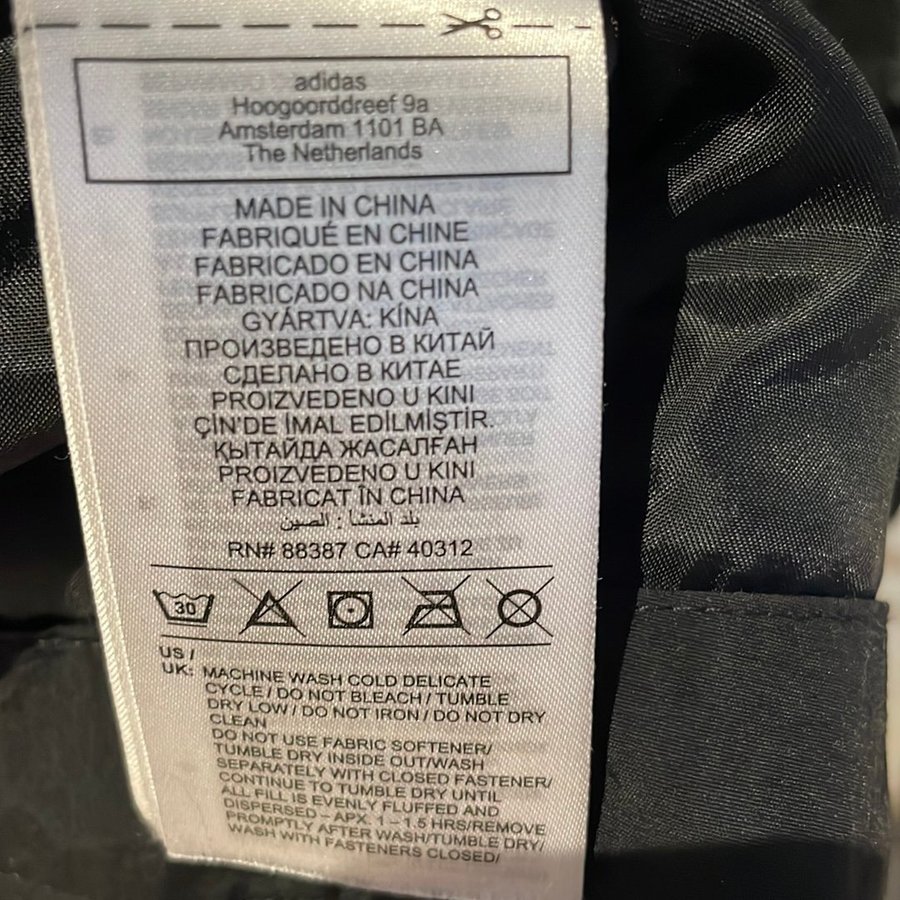 adidas
Hoogoorddreef 9a
Amsterdam 1101 BA
The Netherlands
MADE IN CHINA
FABRIQUÉ EN CHINE
FABRICADO EN CHINA
FABRICADO NA CHINA
GYÁRTVA: KÍNA
ПРОИЗВЕДЕНО В КИТАЙ
СДЕЛАНО В КИТАЕ
PROIZVEDENO U KINI
ÇİN'DE İMAL EDİLMİŞTİR.
ҚЫТАЙДА ЖАСАЛҒАН
PROIZVEDENO U KINI
FABRICAT ÎN CHINA
بلد المنشأ : الصين
RN# 88387 CA# 40312
30
US /
UK: MACHINE WASH COLD DELICATE
CYCLE / DO NOT BLEACH / TUMBLE
DRY LOW / DO NOT IRON / DO NOT DRY
CLEAN
DO NOT USE FABRIC SOFTENER/
TUMBLE DRY INSIDE OUT/WASH
SEPARATELY WITH CLOSED FASTENER/
CONTINUE TO TUMBLE DRY UNTIL
ALL FILL IS EVENLY FLUFFED AND
DISPERSED – APX. 1 – 1.5 HRS/REMOVE
PROMPTLY AFTER WASH/TUMBLE DRY/
WASH WITH FASTENERS CLOSED/